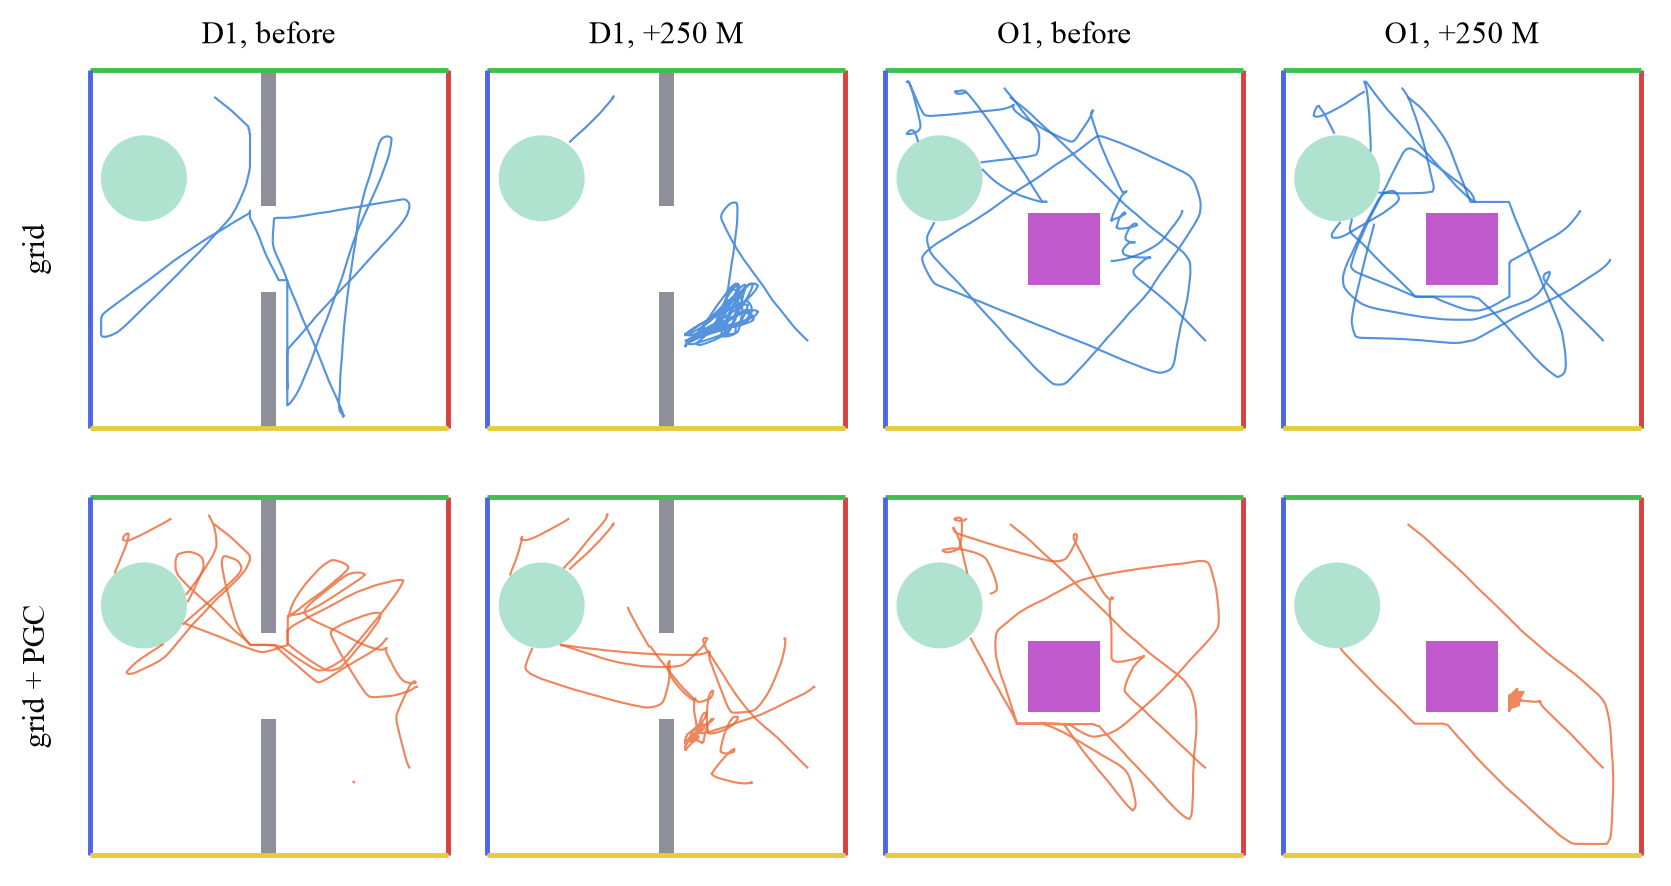 D1, before
D1, +250 M
O1, before
O1, +250 M
grid
grid + PGC